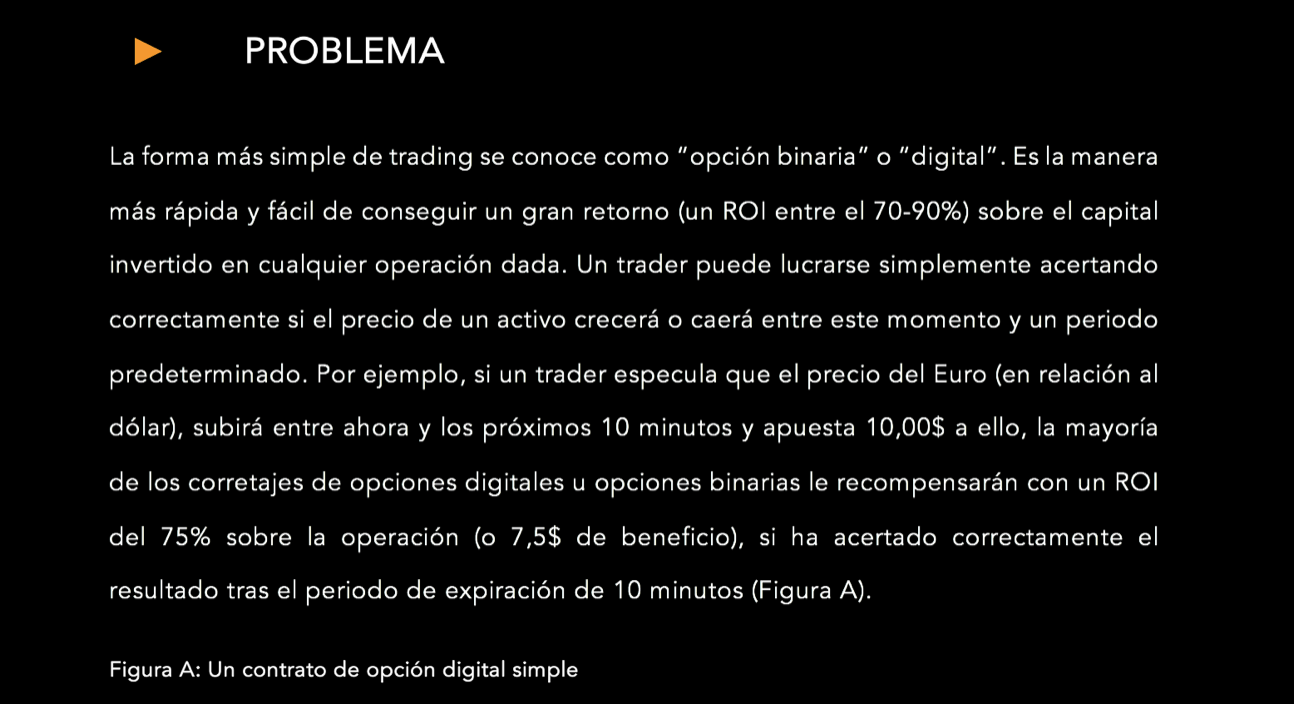 PROBLEMA
La forma más simple de trading se conoce como “opción binaria” o “digital”. Es la manera
más rápida y fácil de conseguir un gran retorno (un ROI entre el 70-90%) sobre el capital
invertido en cualquier operación dada. Un trader puede lucrarse simplemente acertando
correctamente si el precio de un activo crecerá o caerá entre este momento y un periodo
predeterminado. Por ejemplo, si un trader especula que el precio del Euro (en relación al
dólar), subirá entre ahora y los próximos 10 minutos y apuesta 10,00$ a ello, la mayoría
de los corretajes de opciones digitales u opciones binarias le recompensarán con un ROI
del 75% sobre la operación (o 7,5$ de beneficio), si ha acertado correctamente el
resultado tras el periodo de expiración de 10 minutos (Figura A).
Figura A: Un contrato de opción digital simple